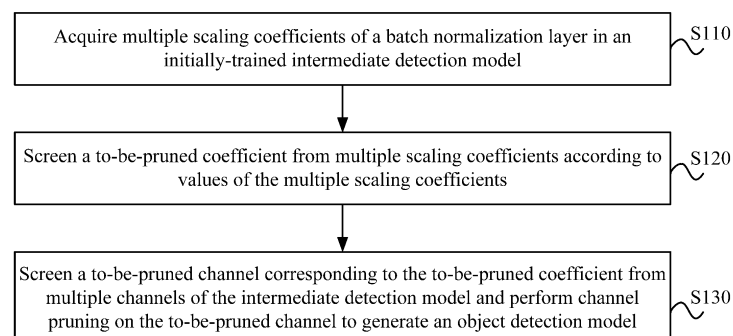 Acquire multiple scaling coefficients of a batch normalization layer in an
initially-trained intermediate detection model
S110
Screen a to-be-pruned coefficient from multiple scaling coefficients according to
values of the multiple scaling coefficients
S120
Screen a to-be-pruned channel corresponding to the to-be-pruned coefficient from
multiple channels of the intermediate detection model and perform channel
pruning on the to-be-pruned channel to generate an object detection model
S130